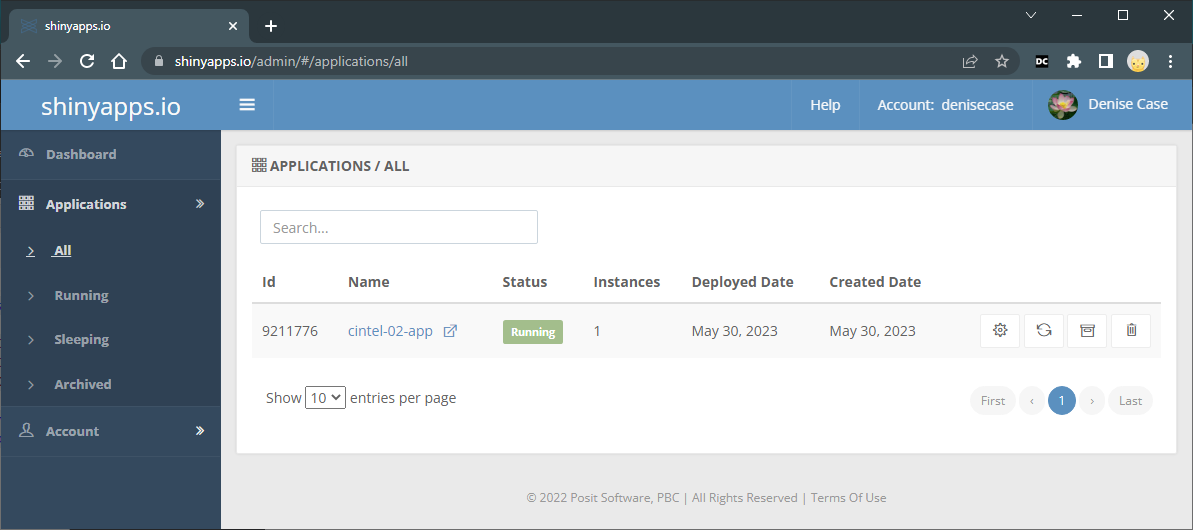 shinyapps.io
shinyapps.io/admin/#/applications/all
DC
shinyapps.io
Help
Account: denisecase
Denise Case
Dashboard
Applications
All
Running
Sleeping
Archived
Account
APPLICATIONS / ALL
Search...
Id Name Status Instances Deployed Date Created Date
9211776 cintel-02-app Running 1 May 30, 2023 May 30, 2023
Show 10 entries per page
First ‹ 1 › Last
© 2022 Posit Software, PBC | All Rights Reserved | Terms Of Use